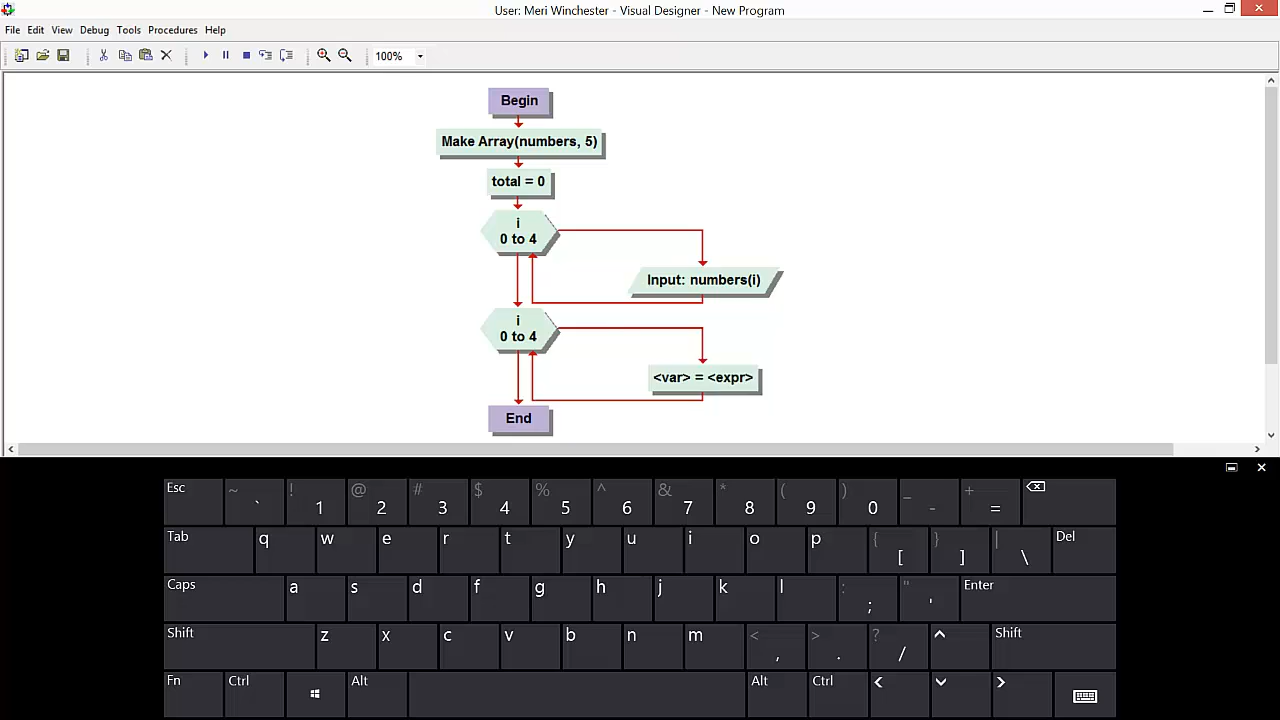 User: Meri Winchester - Visual Designer - New Program
File Edit View Debug Tools Procedures Help
100%
Begin
Make Array(numbers, 5)
total = 0
i
0 to 4
Input: numbers(i)
i
0 to 4
<var> = <expr>
End
Esc ~ ` ! 1 @ 2 # 3 $ 4 % 5 ^ 6 & 7 * 8 ( 9 ) 0 _ - + =
Tab q w e r t y u i o p { [ } ] | \ Del
Caps a s d f g h j k l : ; " ' Enter
Shift z x c v b n m < , > . ? / Shift
Fn Ctrl Alt Alt Ctrl